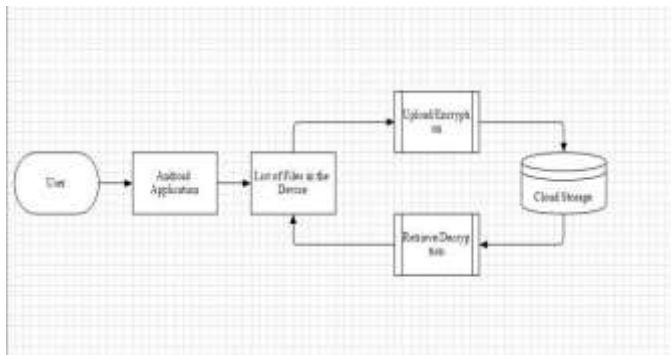 User
Android
Application
List of Files in the
Device
Upload/Encrypti
on
Cloud Storage
Retrieve/Decryp
tion